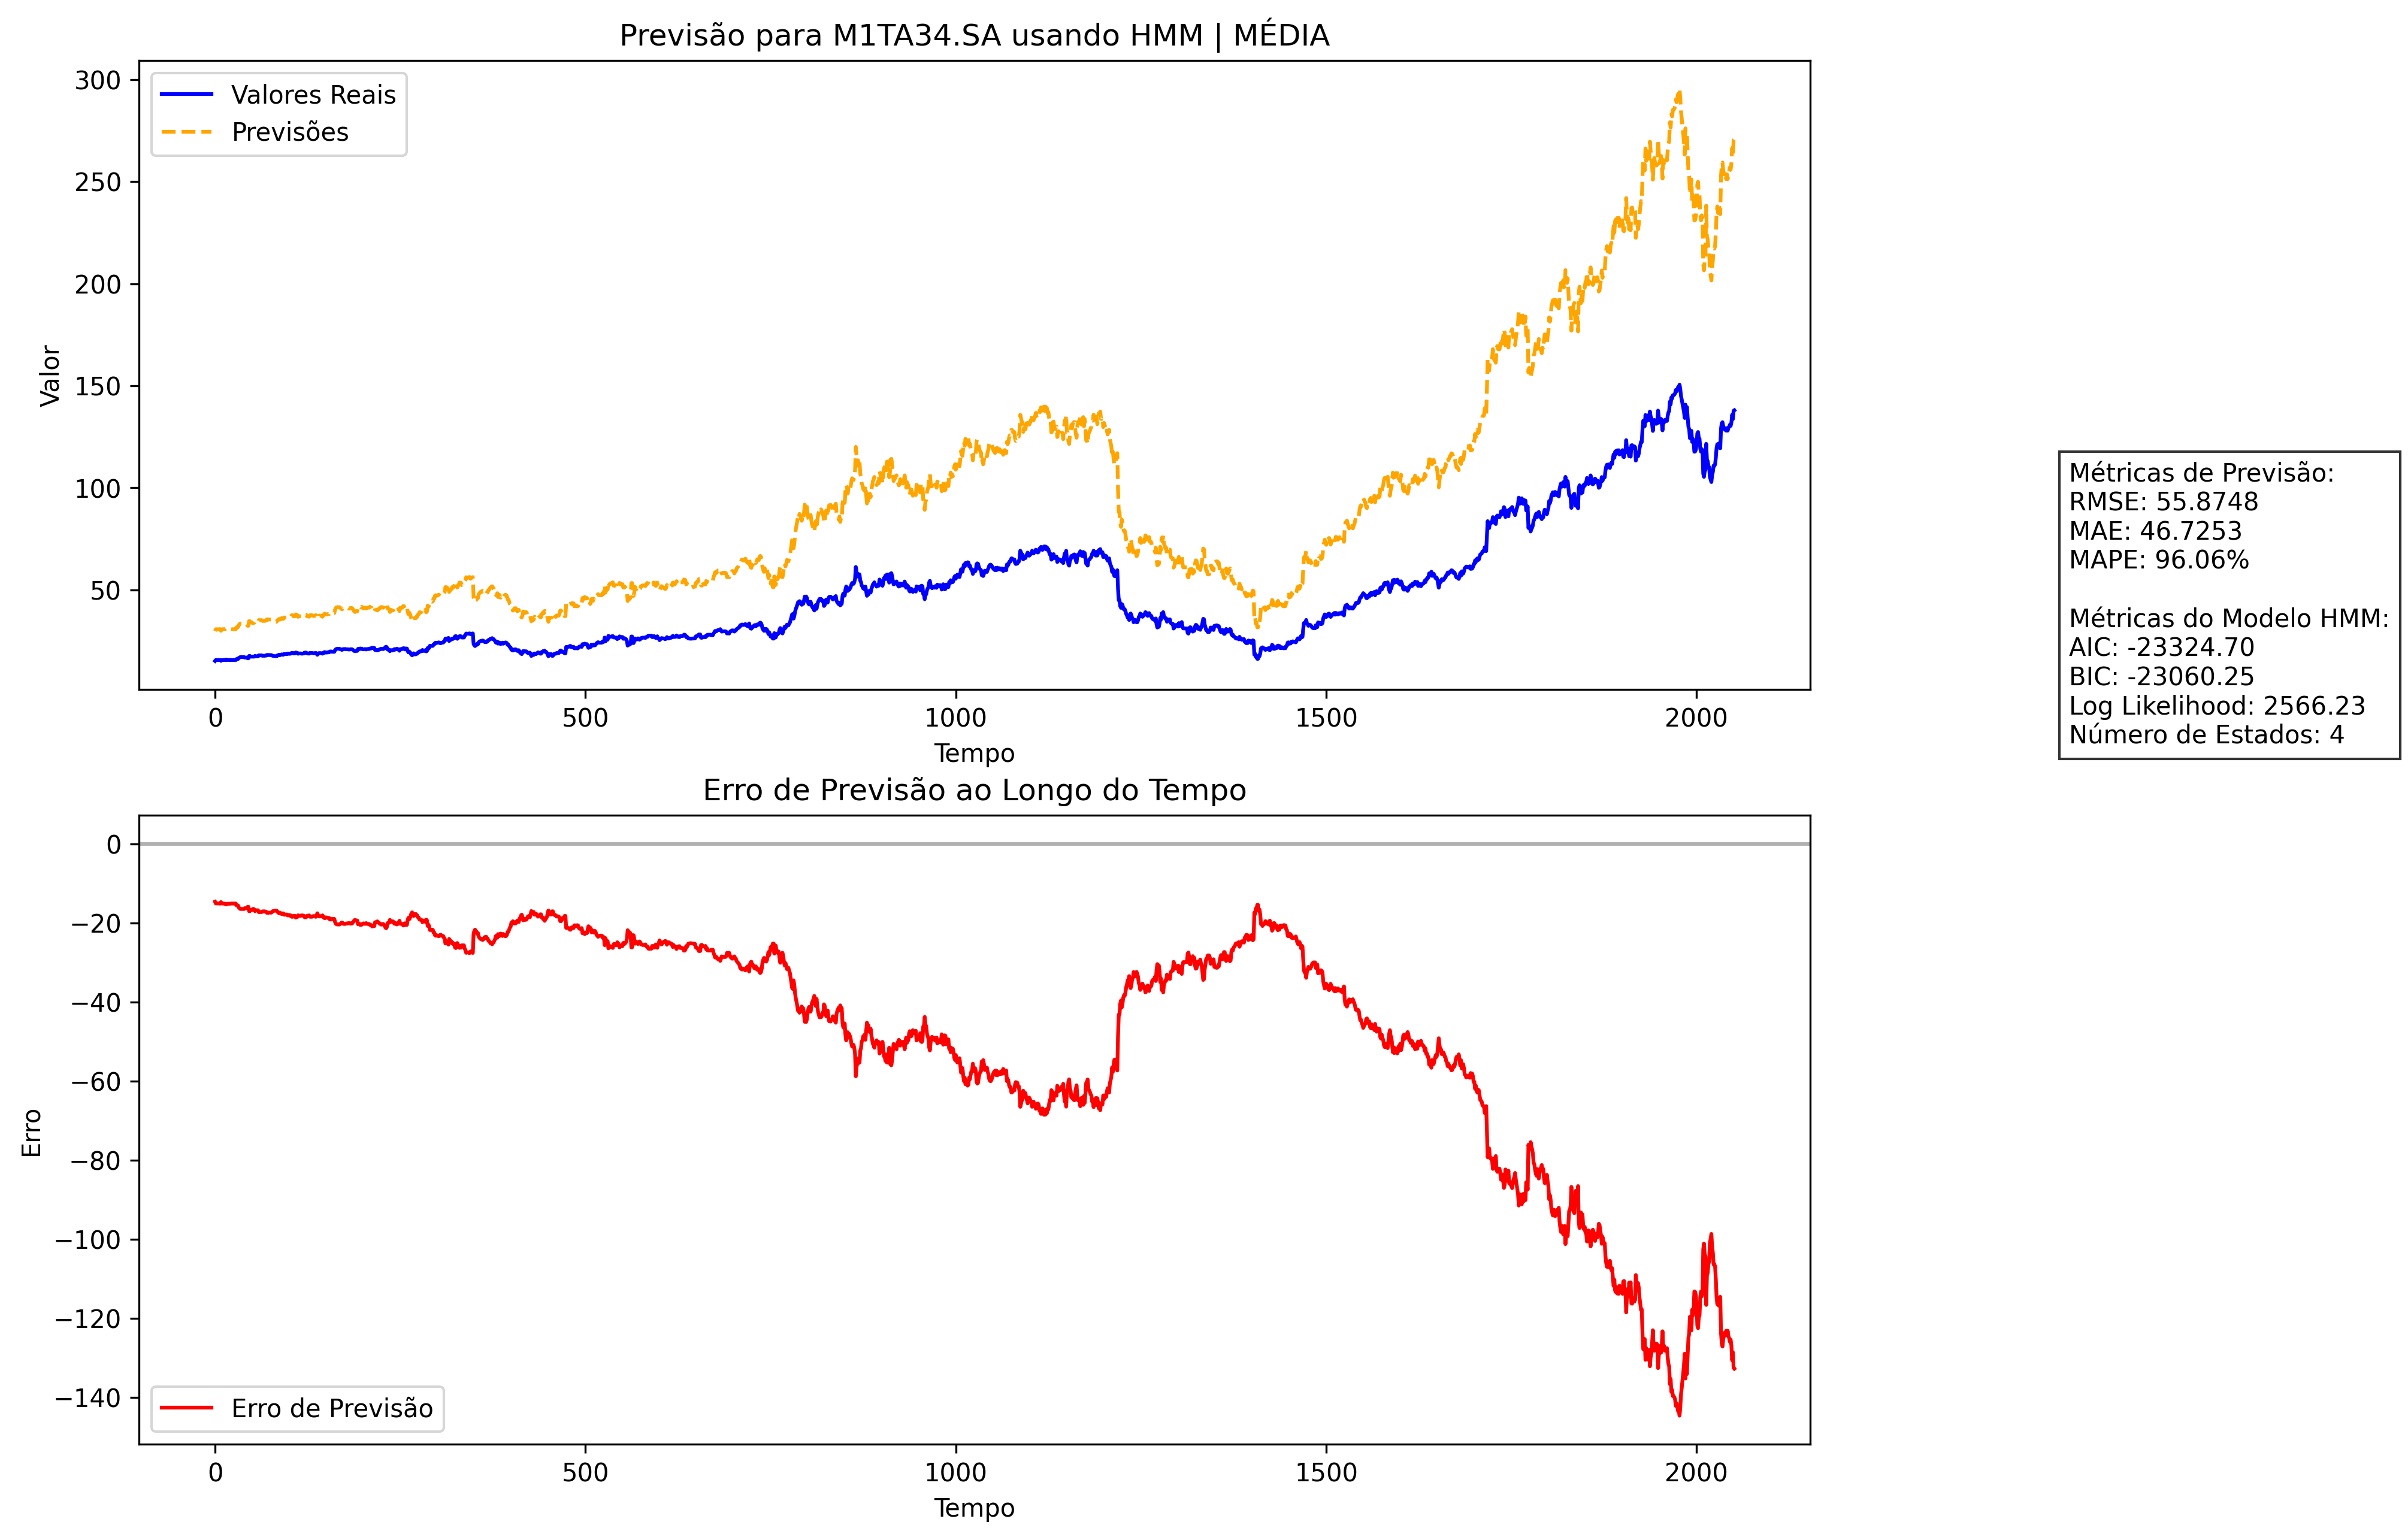 Previsão para M1TA34.SA usando HMM | MÉDIA
Valores Reais
Previsões
300
250
200
150
100
50
Valor
0
500
1000
1500
2000
Tempo
Métricas de Previsão:
RMSE: 55.8748
MAE: 46.7253
MAPE: 96.06%
Métricas do Modelo HMM:
AIC: -23324.70
BIC: -23060.25
Log Likelihood: 2566.23
Número de Estados: 4
Erro de Previsão ao Longo do Tempo
0
−20
−40
−60
−80
−100
−120
−140
Erro
Erro de Previsão
0
500
1000
1500
2000
Tempo